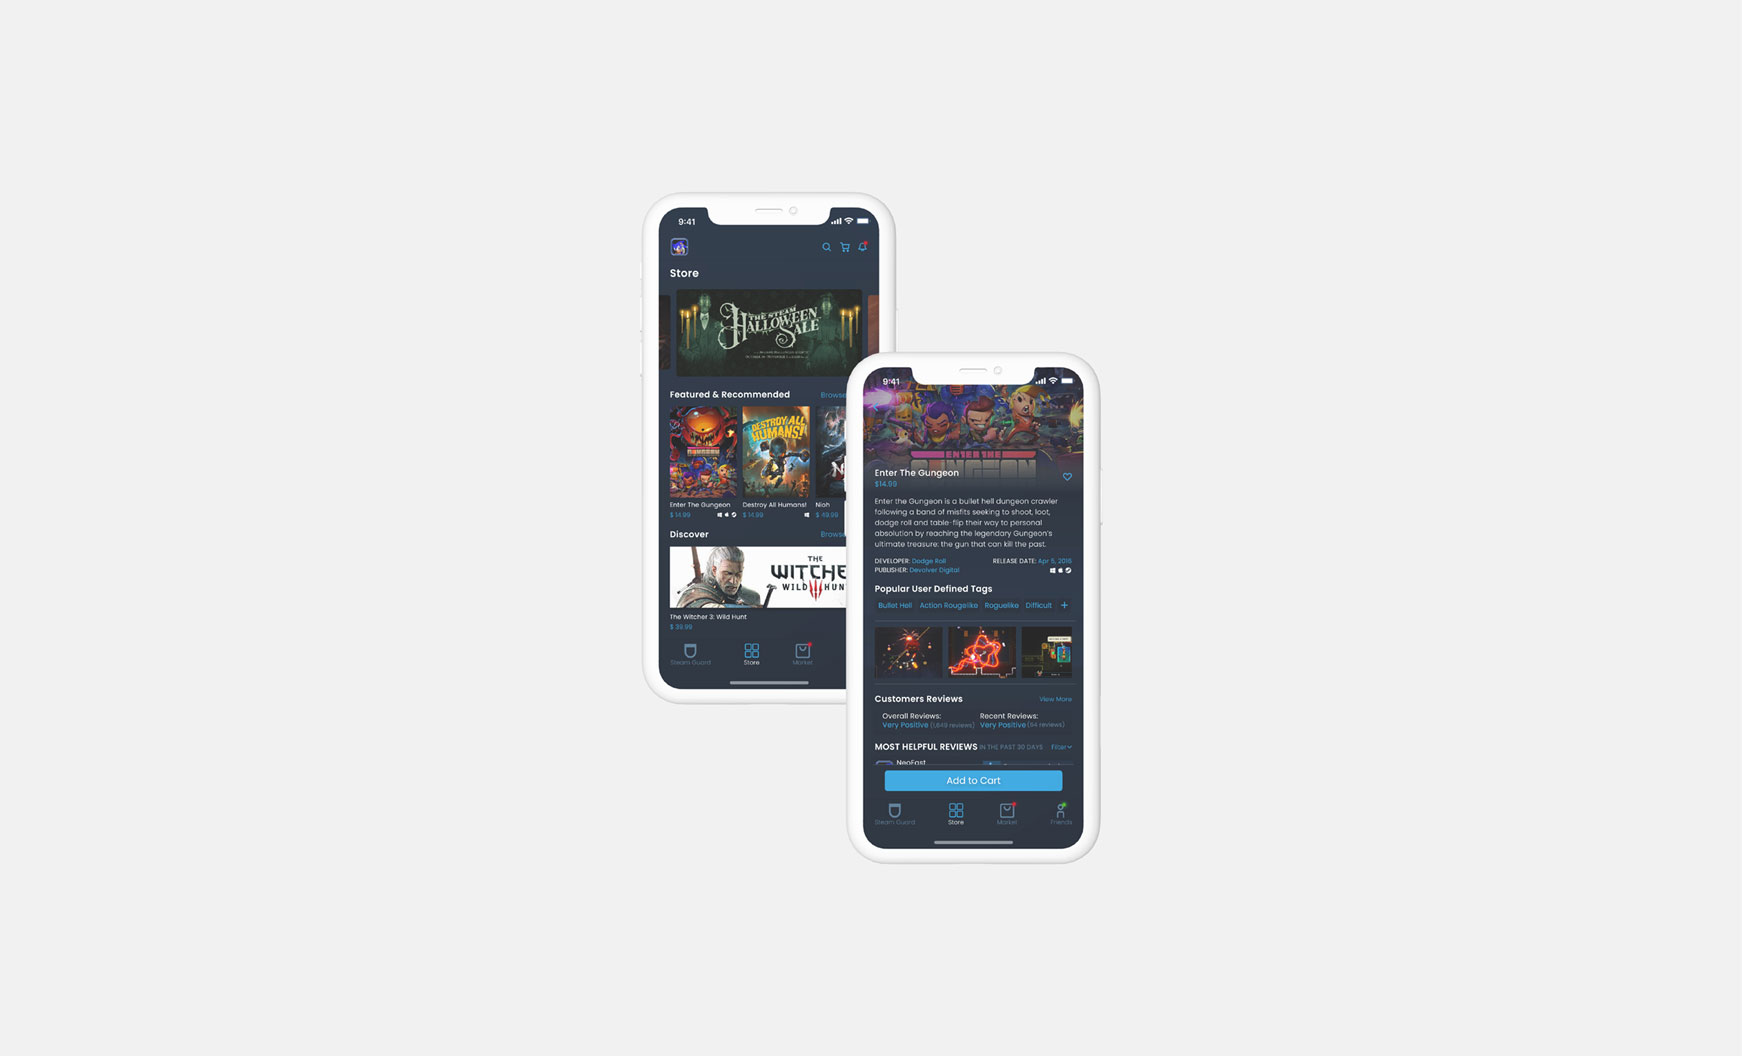 9:41
Store
THE STEAM
HALLOWEEN
SALE
Featured & Recommended
Browse
GUNGEON
DESTROY ALL
HUMANS!
Enter The Gungeon
Destroy All Humans!
Nioh
$ 14.99
$ 14.99
$ 49.99
Discover
Browse
THE
WITCHE
WILD HUN
The Witcher 3: Wild Hunt
$ 39.99
Steam Guard
Store
Market
9:41
ENTER THE
GUNGEON
Enter The Gungeon
$14.99
Enter the Gungeon is a bullet hell dungeon crawler
following a band of misfits seeking to shoot, loot,
dodge roll and table-flip their way to personal
absolution by reaching the legendary Gungeon's
ultimate treasure: the gun that can kill the past.
DEVELOPER: Dodge Roll
RELEASE DATE: Apr 5, 2016
PUBLISHER: Devolver Digital
Popular User Defined Tags
Bullet Hell
Action Rougelike
Roguelike
Difficult
+
Customers Reviews
View More
Overall Reviews:
Recent Reviews:
Very Positive (1,649 reviews)
Very Positive (114 reviews)
MOST HELPFUL REVIEWS IN THE PAST 30 DAYS
Filter
NeoFast
Add to Cart
Steam Guard
Store
Market
Friends